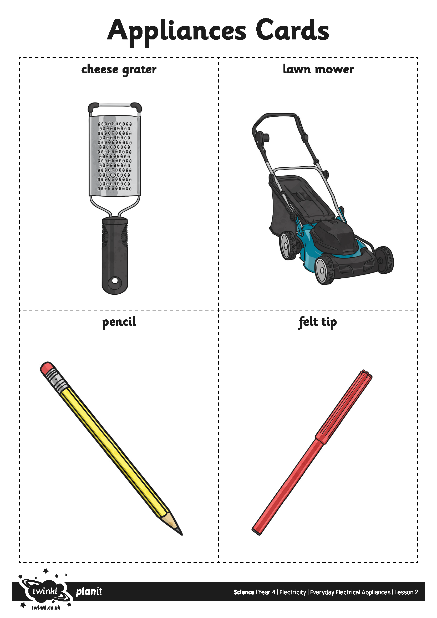 Appliances Cards
cheese grater
lawn mower
pencil
felt tip
twinkl planit
Science | Year 4 | Electricity | Everyday Electrical Appliances | Lesson 2
twinkl.co.uk